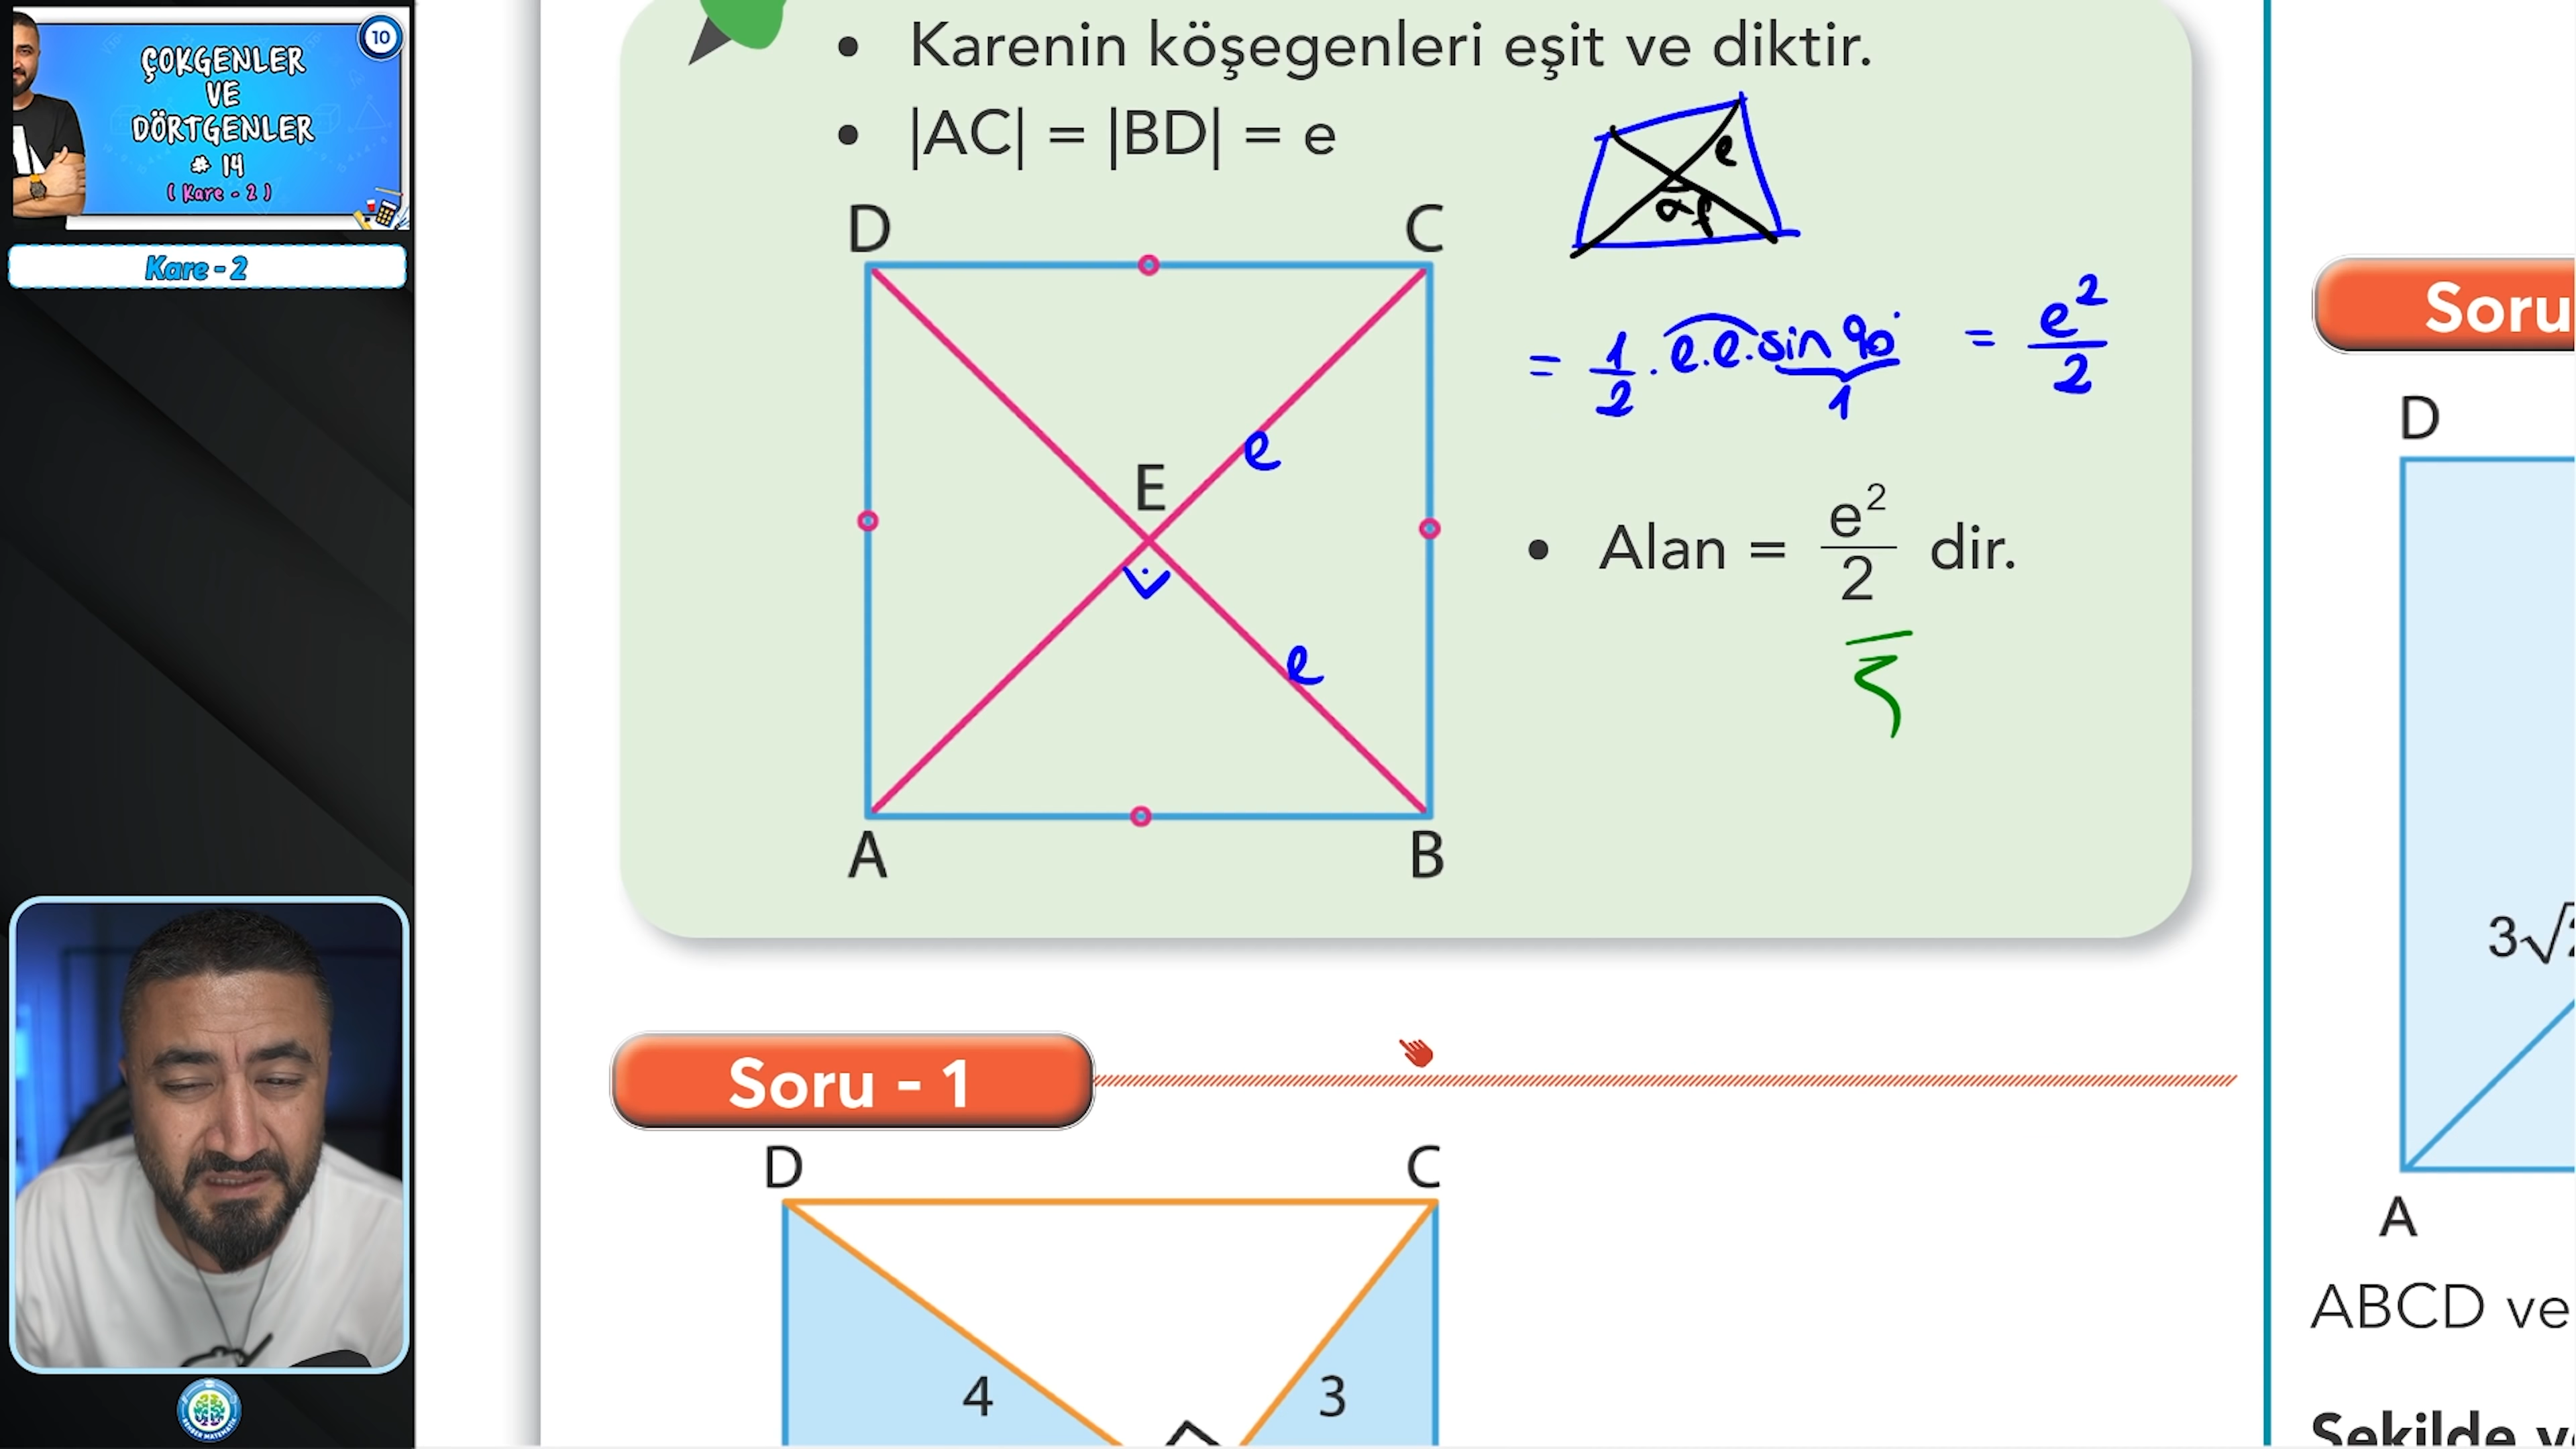 10
ÇOKGENLER
VE
DÖRTGENLER
# 14
( Kare - 2 )
Kare - 2
• Karenin köşegenleri eşit ve diktir.
• |AC| = |BD| = e
e
α f
D C
= 1/2 . e.e. sin 90° = e²/2
1
E
e
e
• Alan = e²/2 dir.
A B
Soru - 1
D C
4 3
Soru
D
3√
A
ABCD ve
Şekilde